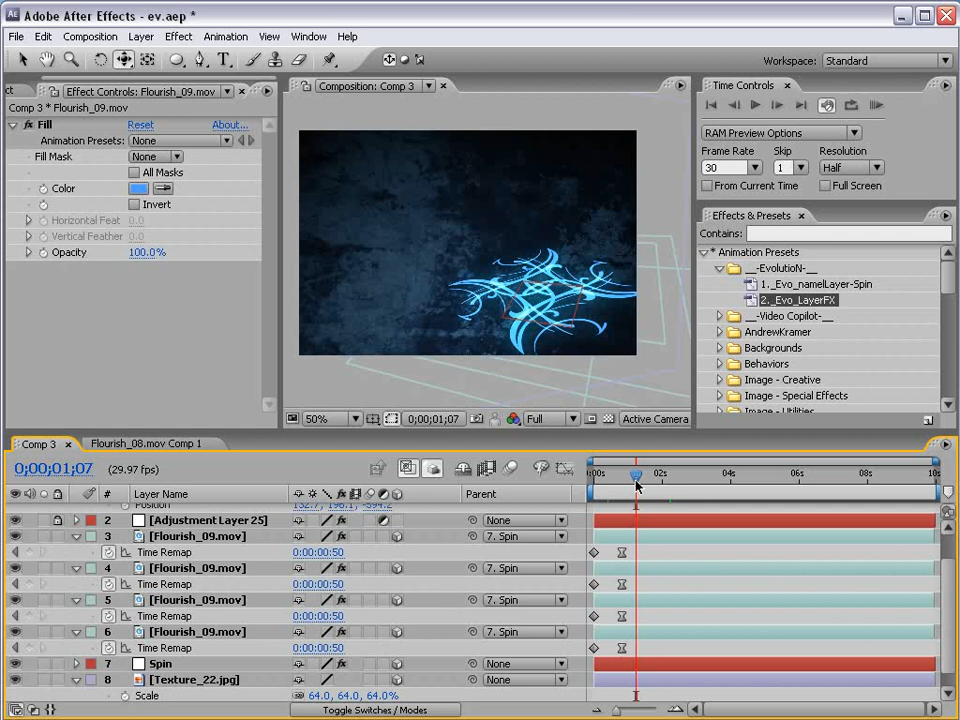 Adobe After Effects - ev.aep *
File Edit Composition Layer Effect Animation View Window Help
Workspace: Standard
ct Effect Controls: Flourish_09.mov
Comp 3 * Flourish_09.mov
Fill Reset About...
Animation Presets: None
Fill Mask None
All Masks
Color
Invert
Horizontal Feat 0.0
Vertical Feather 0.0
Opacity 100.0%
Composition: Comp 3
50% 0;00;01;07 Full Active Camera
Time Controls
RAM Preview Options
Frame Rate Skip Resolution
30 1 Half
From Current Time Full Screen
Effects & Presets
Contains:
* Animation Presets
__-EvolutioN-__
1._Evo_namelLayer-Spin
2._Evo_LayerFX
__-Video Copilot-__
AndrewKramer
Backgrounds
Behaviors
Image - Creative
Image - Special Effects
Image - Utilities
Comp 3 Flourish_08.mov Comp 1
0;00;01;07 (29.97 fps)
:00s 02s 04s 06s 08s 10s
# Layer Name Parent
Position 132.7, 198.1, -394.2
2 [Adjustment Layer 25] None
3 [Flourish_09.mov] 7. Spin
Time Remap 0:00:00:50
4 [Flourish_09.mov] 7. Spin
Time Remap 0:00:00:50
5 [Flourish_09.mov] 7. Spin
Time Remap 0:00:00:50
6 [Flourish_09.mov] 7. Spin
Time Remap 0:00:00:50
7 Spin None
8 [Texture_22.jpg] None
Scale 64.0, 64.0, 64.0%
Toggle Switches / Modes